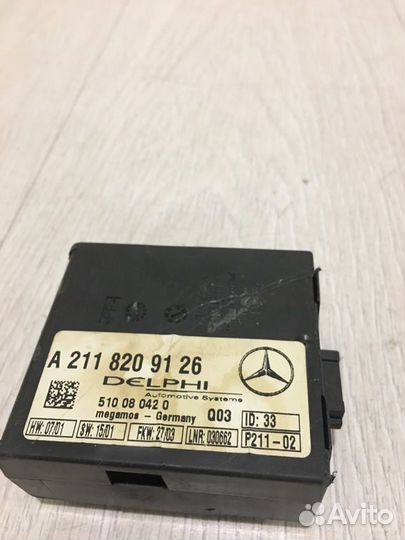 A 211 820 91 26
DELPHI
Automotive Systems
510 08 042 0
megamos - Germany
Q03
ID: 33
HW: 07/01
SW: 15/01
FKW: 27/03
LNR: 030662
P211-02
Avito